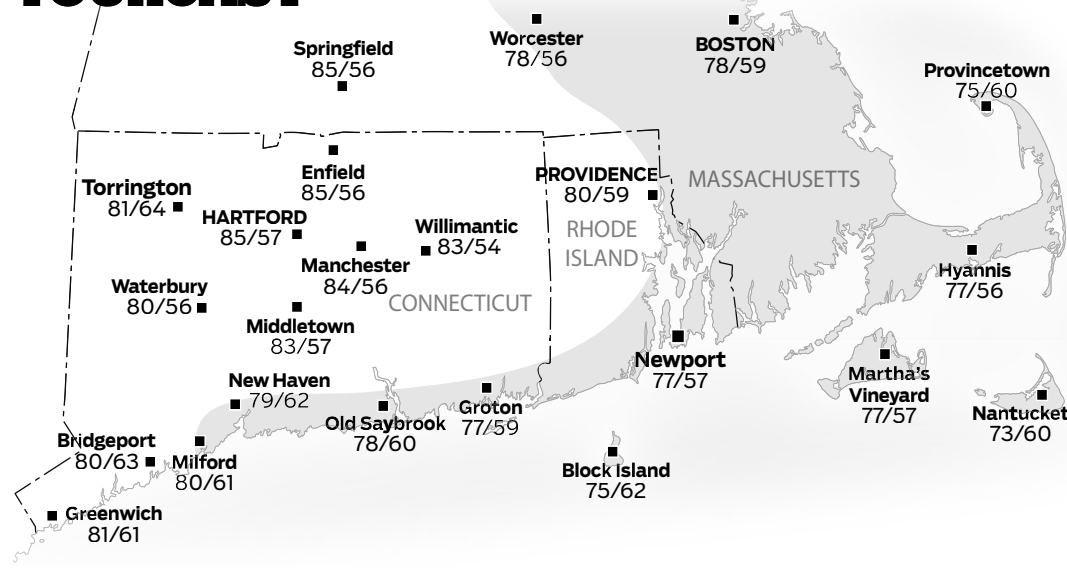 Springfield
85/56
Worcester
78/56
BOSTON
78/59
Provincetown
75/60
Enfield
85/56
PROVIDENCE
80/59
MASSACHUSETTS
Torrington
81/64
HARTFORD
85/57
Willimantic
83/54
RHODE
ISLAND
Manchester
84/56
Hyannis
77/56
Waterbury
80/56
CONNECTICUT
Middletown
83/57
Newport
77/57
Martha's
Vineyard
77/57
New Haven
79/62
Old Saybrook
78/60
Groton
77/59
Nantucket
73/60
Bridgeport
80/63
Milford
80/61
Block Island
75/62
Greenwich
81/61